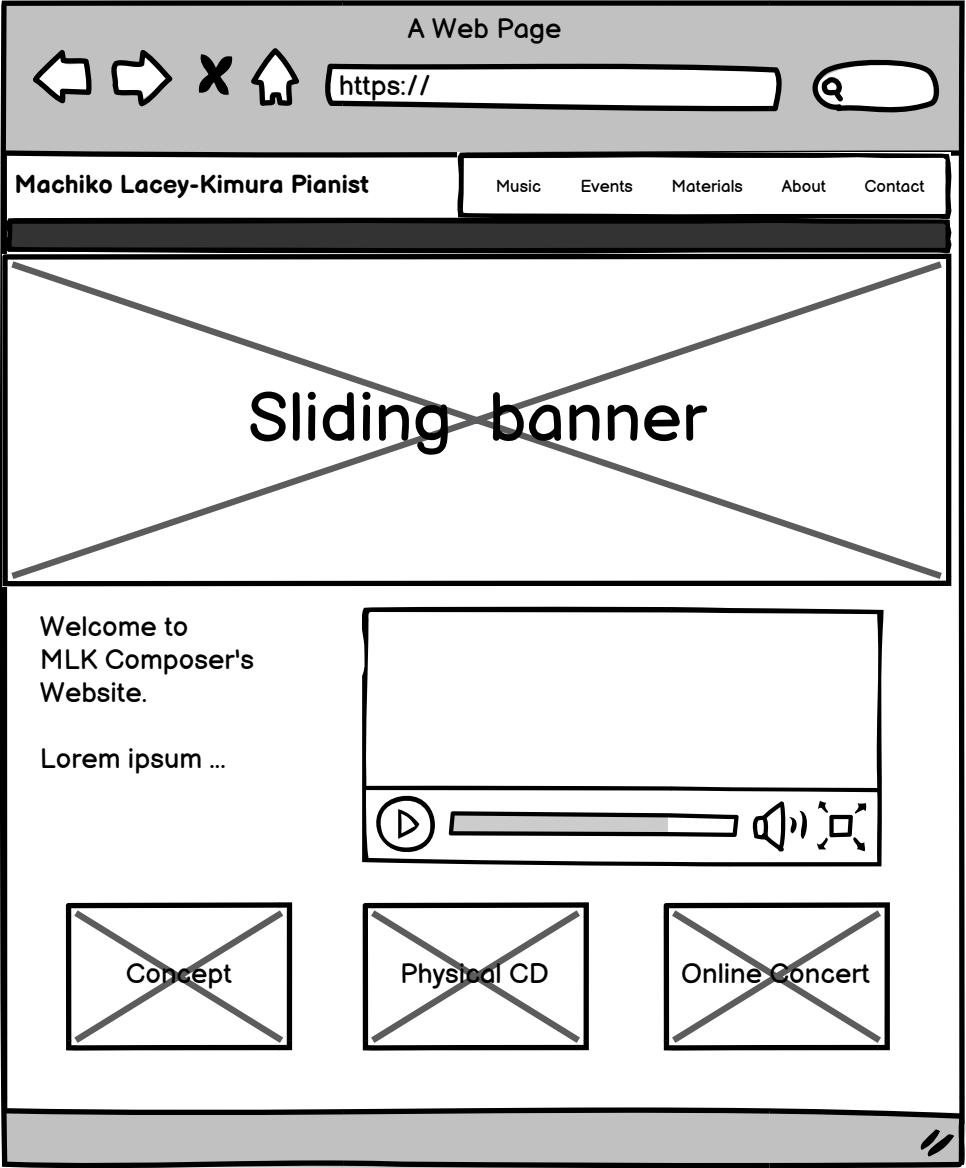 A Web Page
https://
Machiko Lacey-Kimura Pianist
Music Events Materials About Contact
Sliding banner
Welcome to
MLK Composer's
Website.
Lorem ipsum ...
Concept Physical CD Online Concert